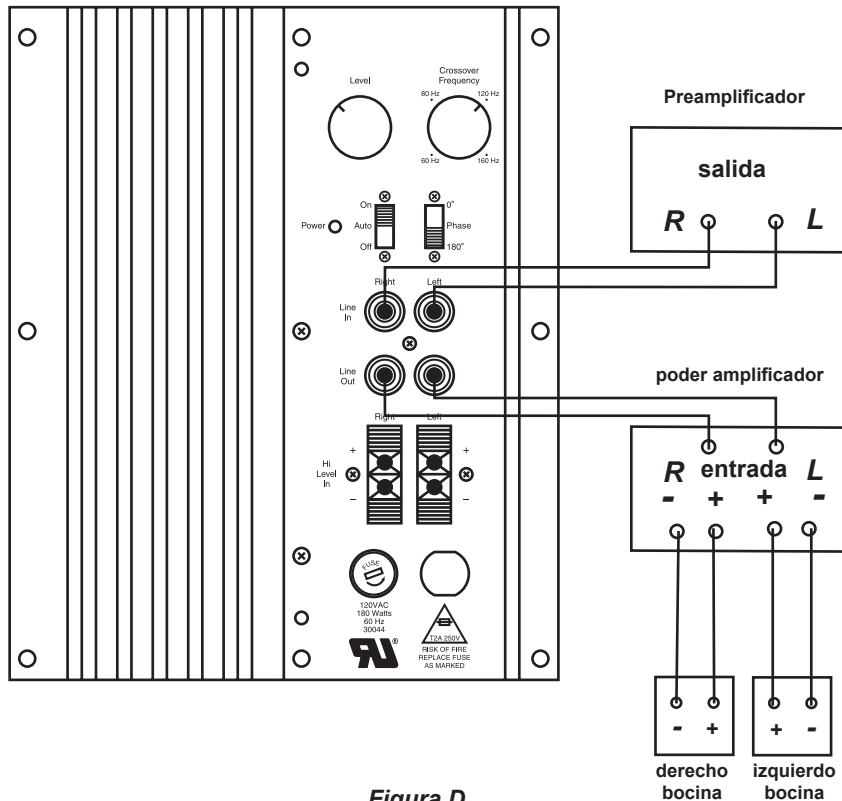 Level
Crossover
Frequency
80 Hz
120 Hz
60 Hz
160 Hz
On
Auto
Off
Power
0°
Phase
180°
Right
Left
Line
In
Line
Out
Right
Left
Hi
Level
In
+
–
+
–
FUSE
120VAC
180 Watts
60 Hz
30044
T2A 250V
RISK OF FIRE
REPLACE FUSE
AS MARKED
Preamplificador
salida
R
L
poder amplificador
R entrada L
- + + -
- +
+ -
derecho
bocina
izquierdo
bocina
Figura D